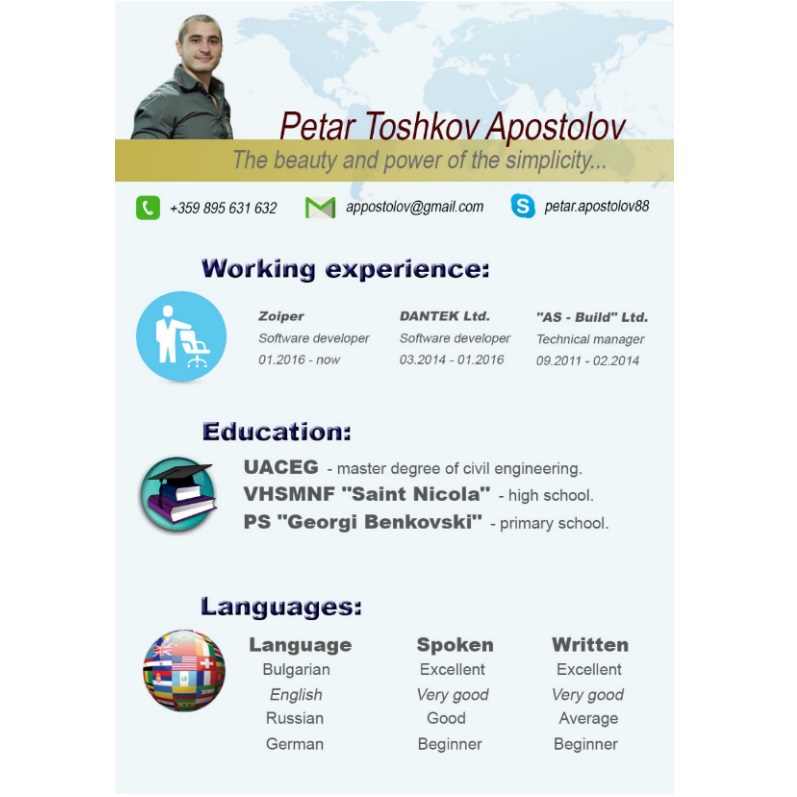 Petar Toshkov Apostolov
The beauty and power of the simplicity...
+359 895 631 632 appostolov@gmail.com petar.apostolov88
Working experience:
Zoiper DANTEK Ltd. "AS - Build" Ltd.
Software developer Software developer Technical manager
01.2016 - now 03.2014 - 01.2016 09.2011 - 02.2014
Education:
UACEG - master degree of civil engineering.
VHSMNF "Saint Nicola" - high school.
PS "Georgi Benkovski" - primary school.
Languages:
Language Spoken Written
Bulgarian Excellent Excellent
English Very good Very good
Russian Good Average
German Beginner Beginner